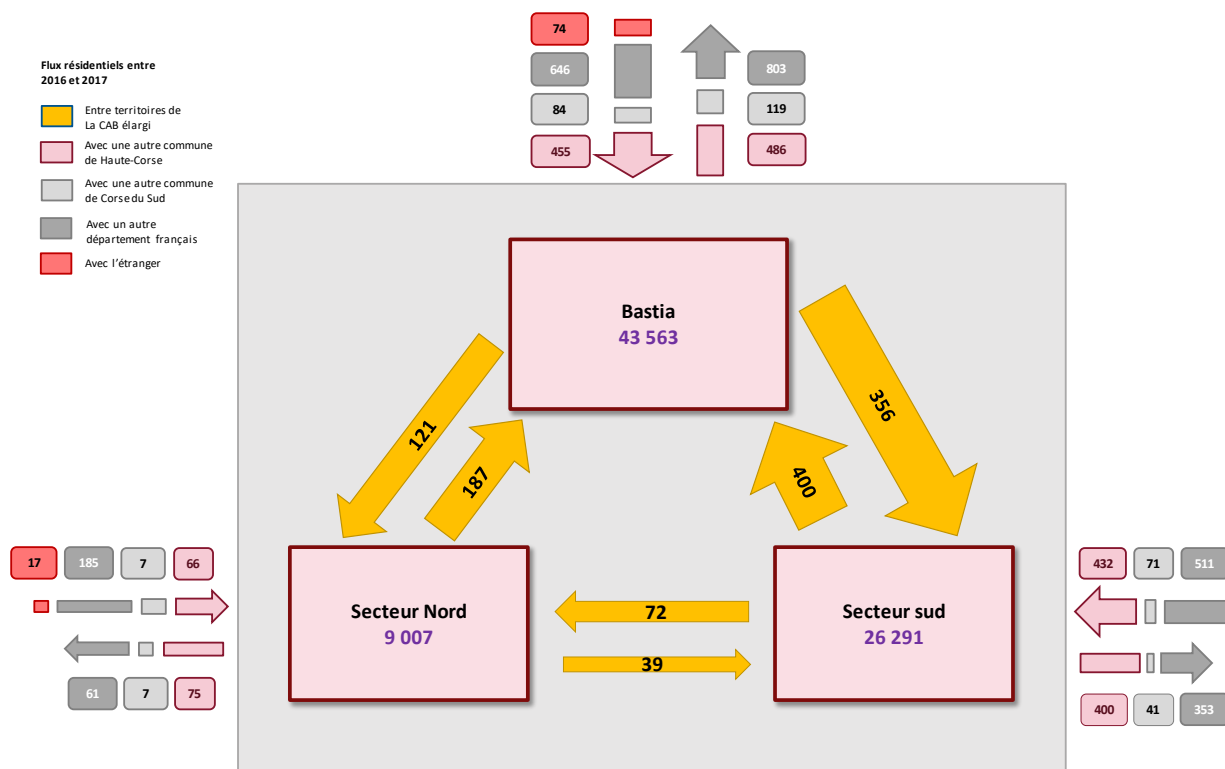 Flux résidentiels entre
2016 et 2017
Entre territoires de
La CAB élargi
Avec une autre commune
de Haute-Corse
Avec une autre commune
de Corse du Sud
Avec un autre
département français
Avec l'étranger
74
646
84
455
803
119
486
Bastia
43 563
121
187
356
400
17 185 7 66
61 7 75
Secteur Nord
9 007
72
39
Secteur sud
26 291
432 71 511
400 41 353